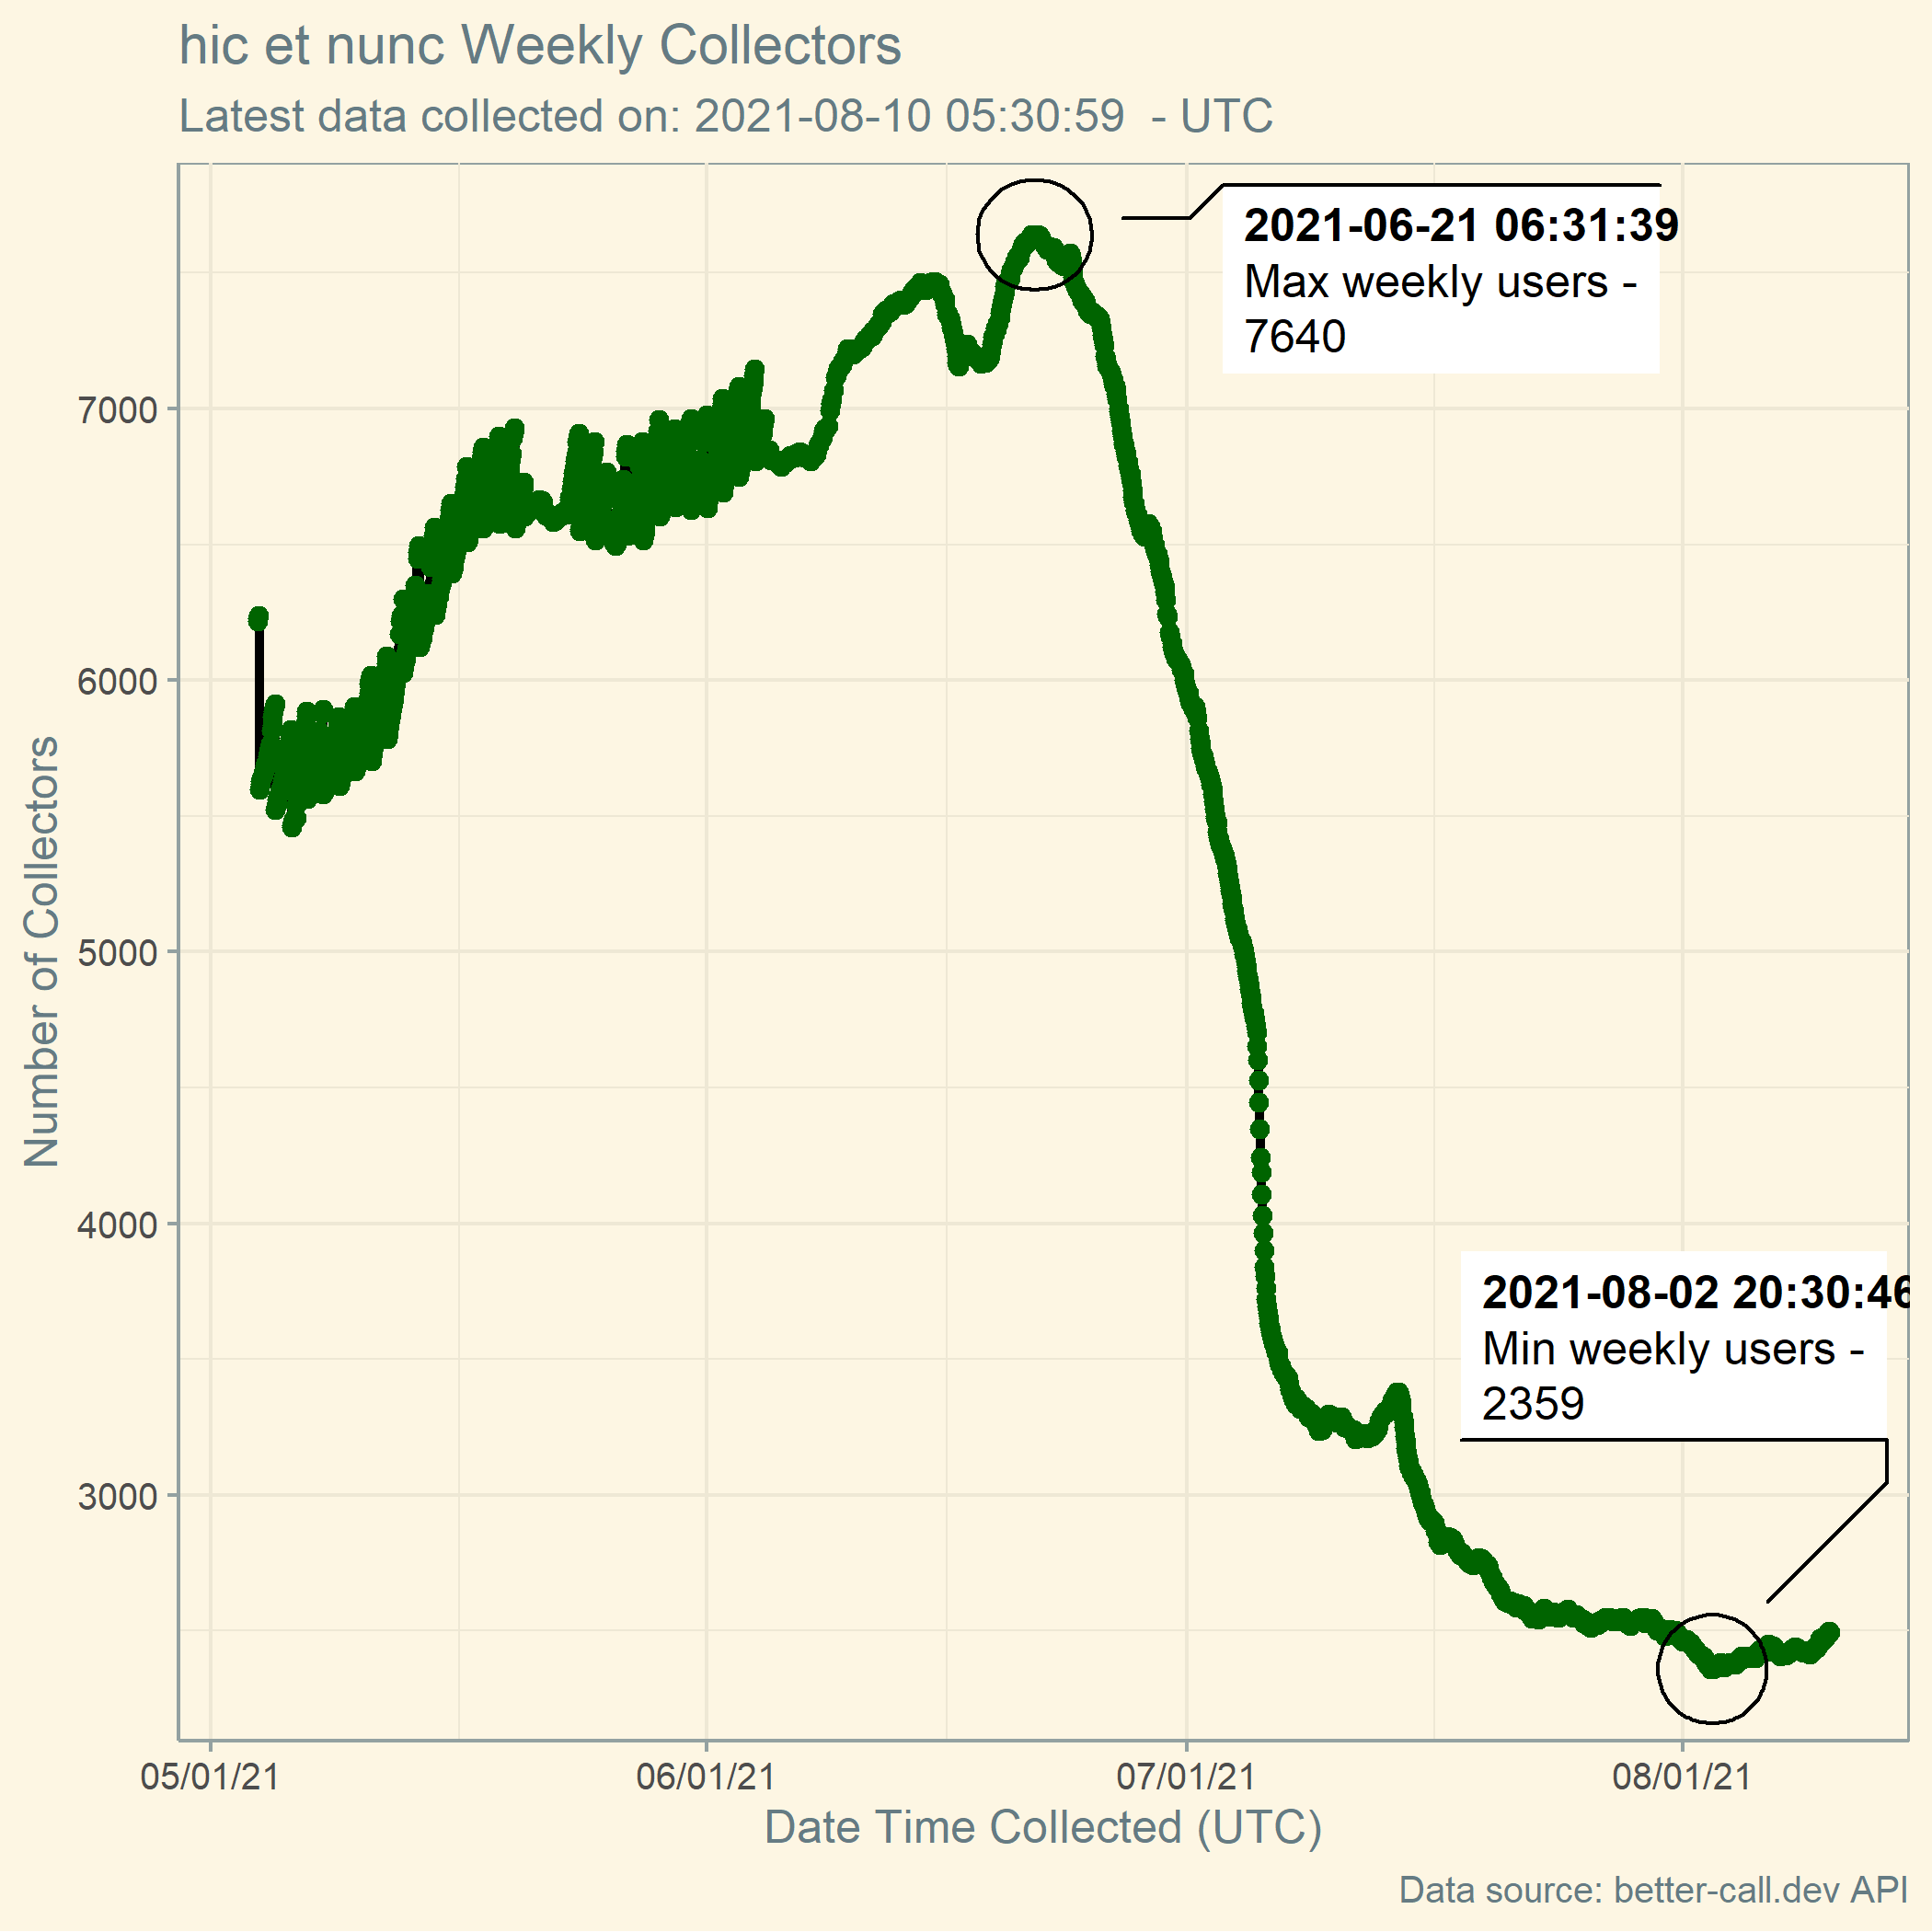 hic et nunc Weekly Collectors
Latest data collected on: 2021-08-10 05:30:59  - UTC
2021-06-21 06:31:39
Max weekly users -
7640
7000
6000
5000
4000
3000
Number of Collectors
2021-08-02 20:30:46
Min weekly users -
2359
05/01/21
06/01/21
07/01/21
08/01/21
Date Time Collected (UTC)
Data source: better-call.dev API